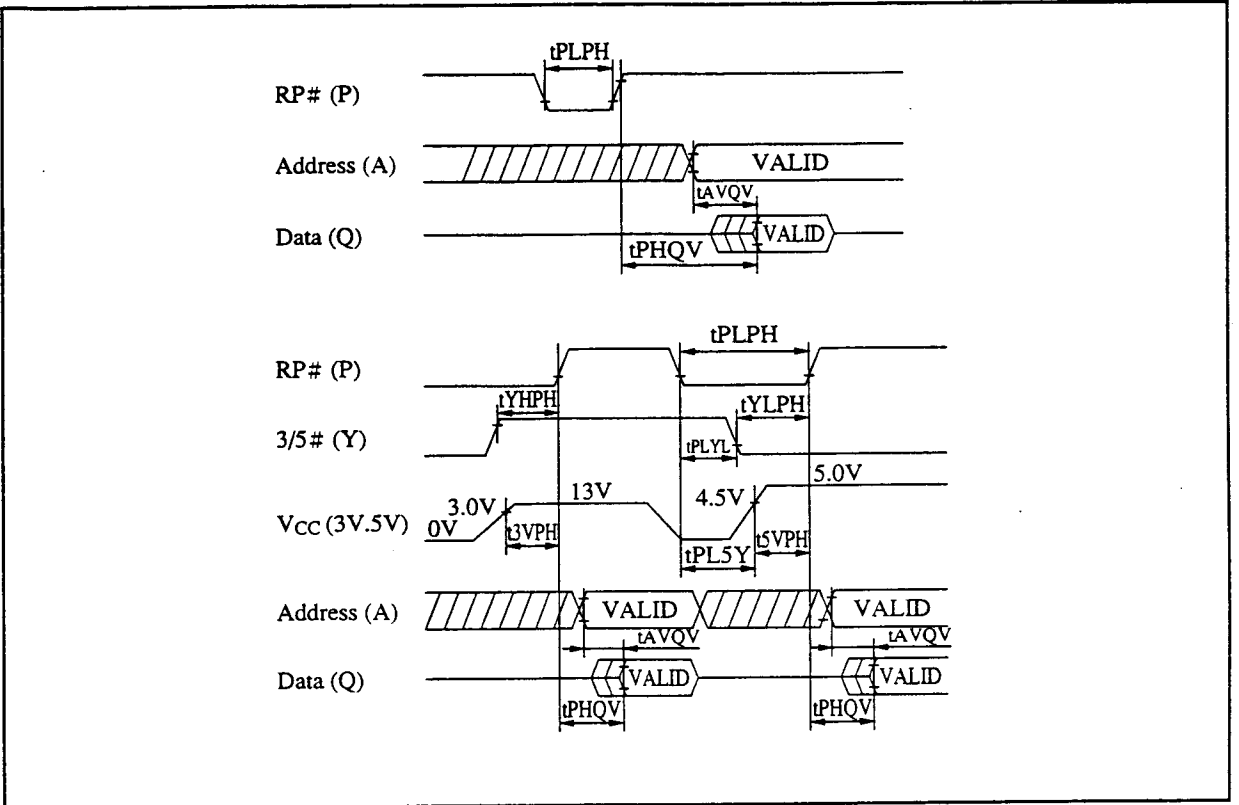 tPLPH
RP# (P)
Address (A)
VALID
tAVQV
Data (Q)
VALID
tPHQV
tPLPH
RP# (P)
tYHPH
tYLPH
3/5# (Y)
tPLYL
5.0V
13V
4.5V
3.0V
VCC (3V.5V)
0V
t3VPH
t5VPH
tPL5Y
Address (A)
VALID
VALID
tAVQV
tAVQV
Data (Q)
VALID
VALID
tPHQV
tPHQV